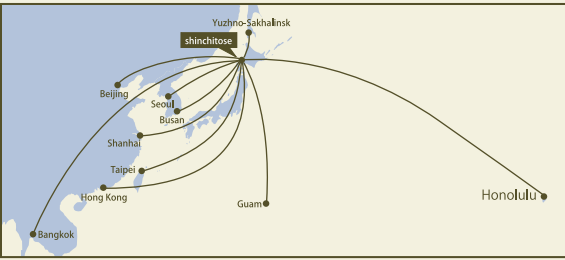 Yuzhno-Sakhalinsk
shinchitose
Beijing
Seoul
Busan
Shanhai
Taipei
Hong Kong
Guam
Honolulu
Bangkok